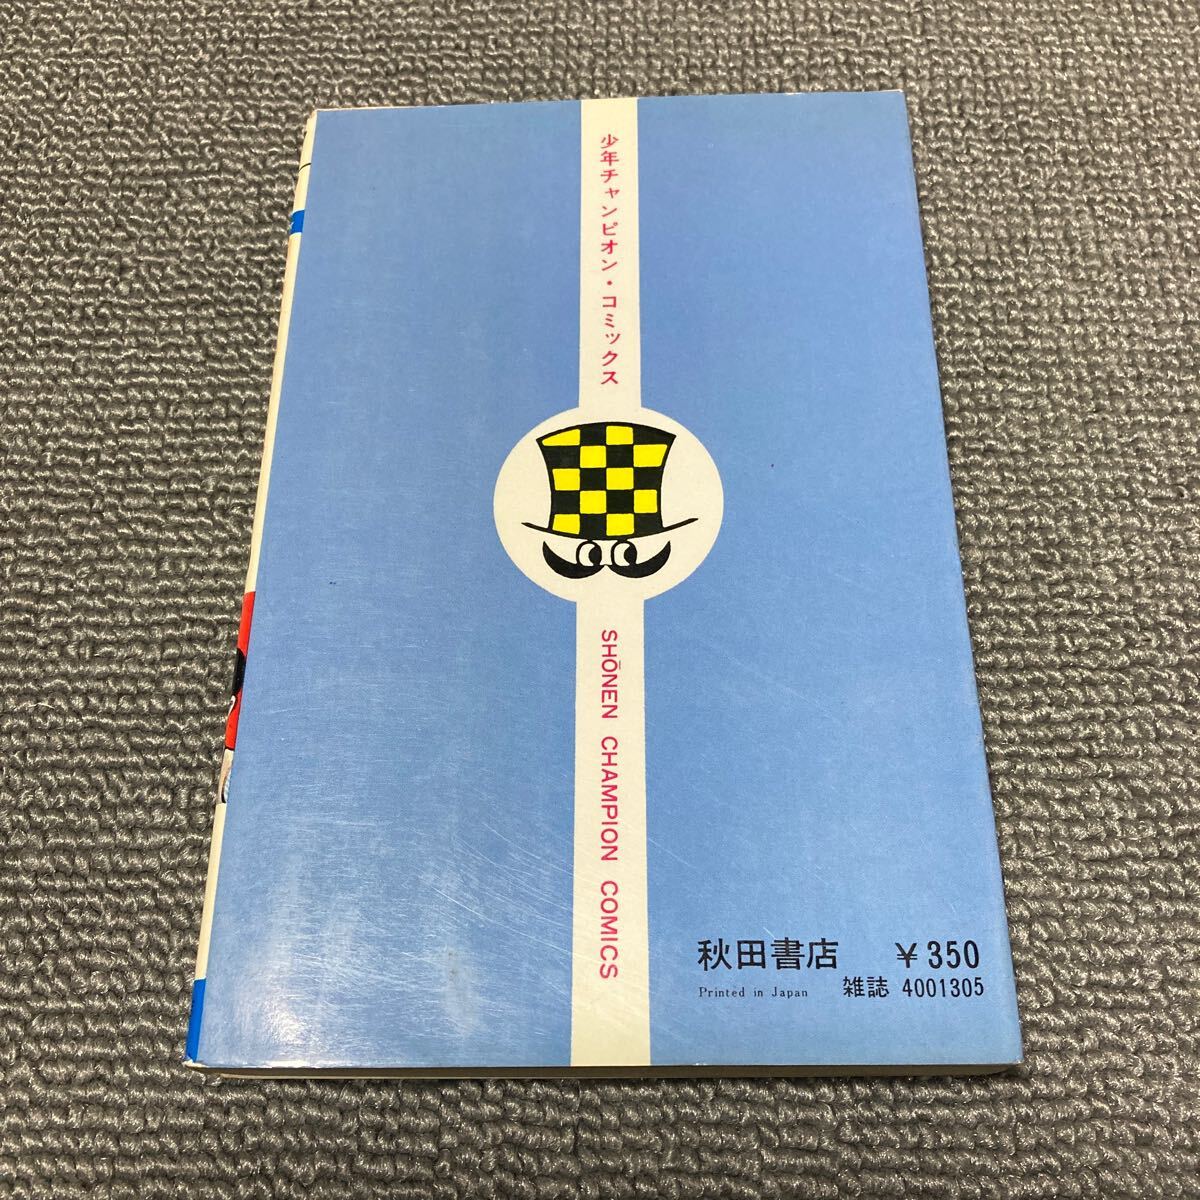 少年チャンピオン・コミックス
SHŌNEN CHAMPION COMICS
秋田書店 ¥350
Printed in Japan 雑誌 4001305